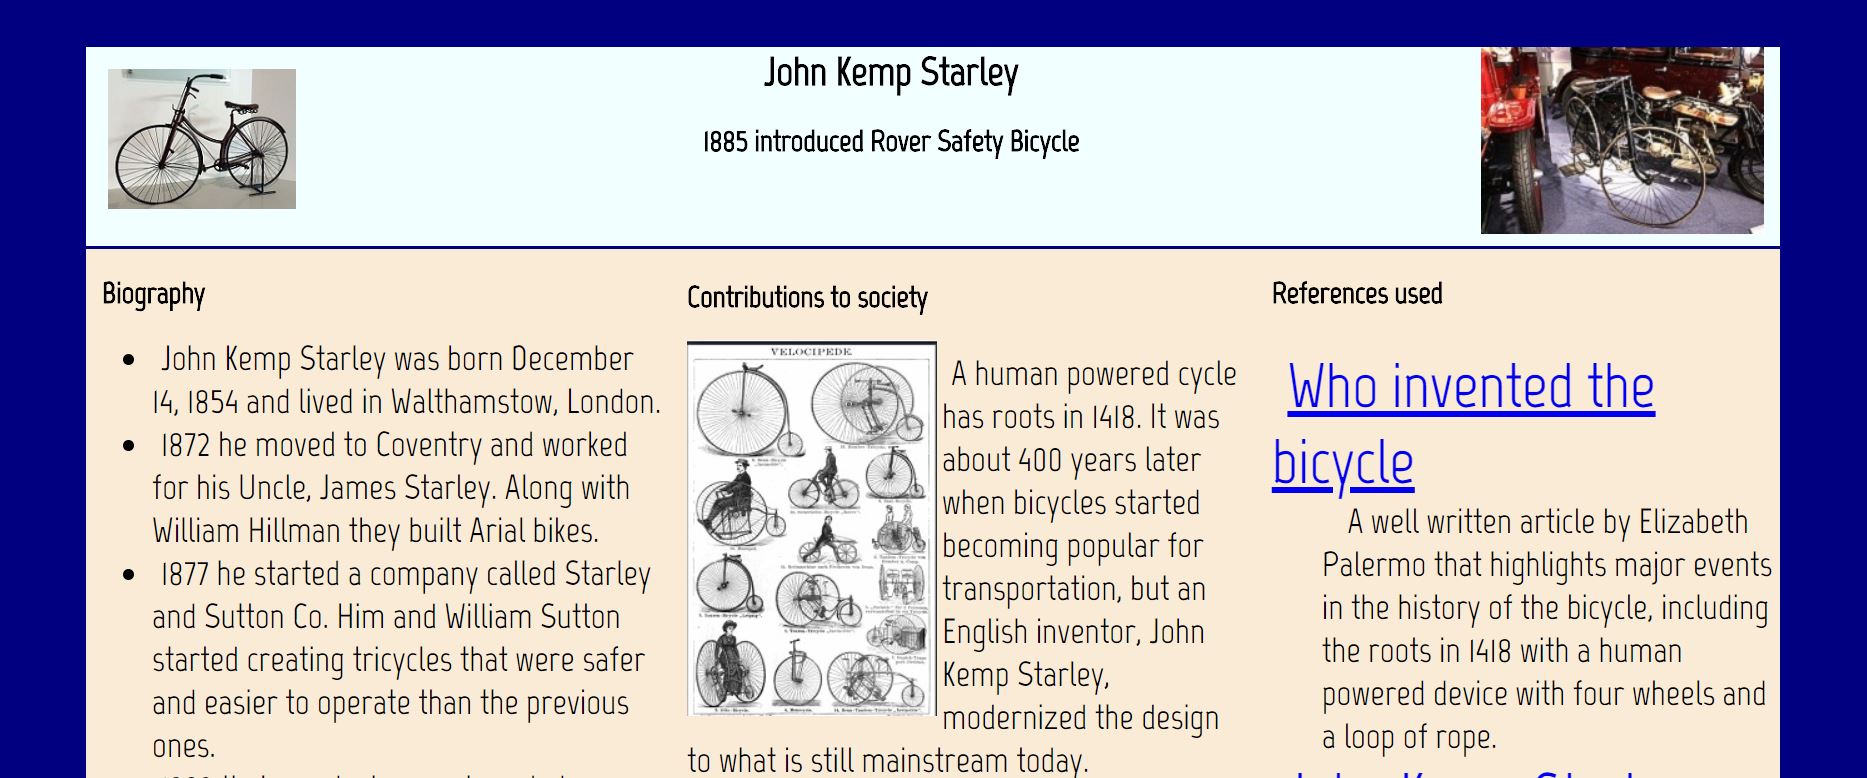 John Kemp Starley
1885 introduced Rover Safety Bicycle
Biography
John Kemp Starley was born December
14, 1854 and lived in Walthamstow, London.
1872 he moved to Coventry and worked
for his Uncle, James Starley. Along with
William Hillman they built Arial bikes.
1877 he started a company called Starley
and Sutton Co. Him and William Sutton
started creating tricycles that were safer
and easier to operate than the previous
ones.
Contributions to society
VELOCIPEDE.
A human powered cycle
has roots in 1418. It was
about 400 years later
when bicycles started
becoming popular for
transportation, but an
English inventor, John
Kemp Starley,
modernized the design
to what is still mainstream today.
References used
Who invented the
bicycle
A well written article by Elizabeth
Palermo that highlights major events
in the history of the bicycle, including
the roots in 1418 with a human
powered device with four wheels and
a loop of rope.